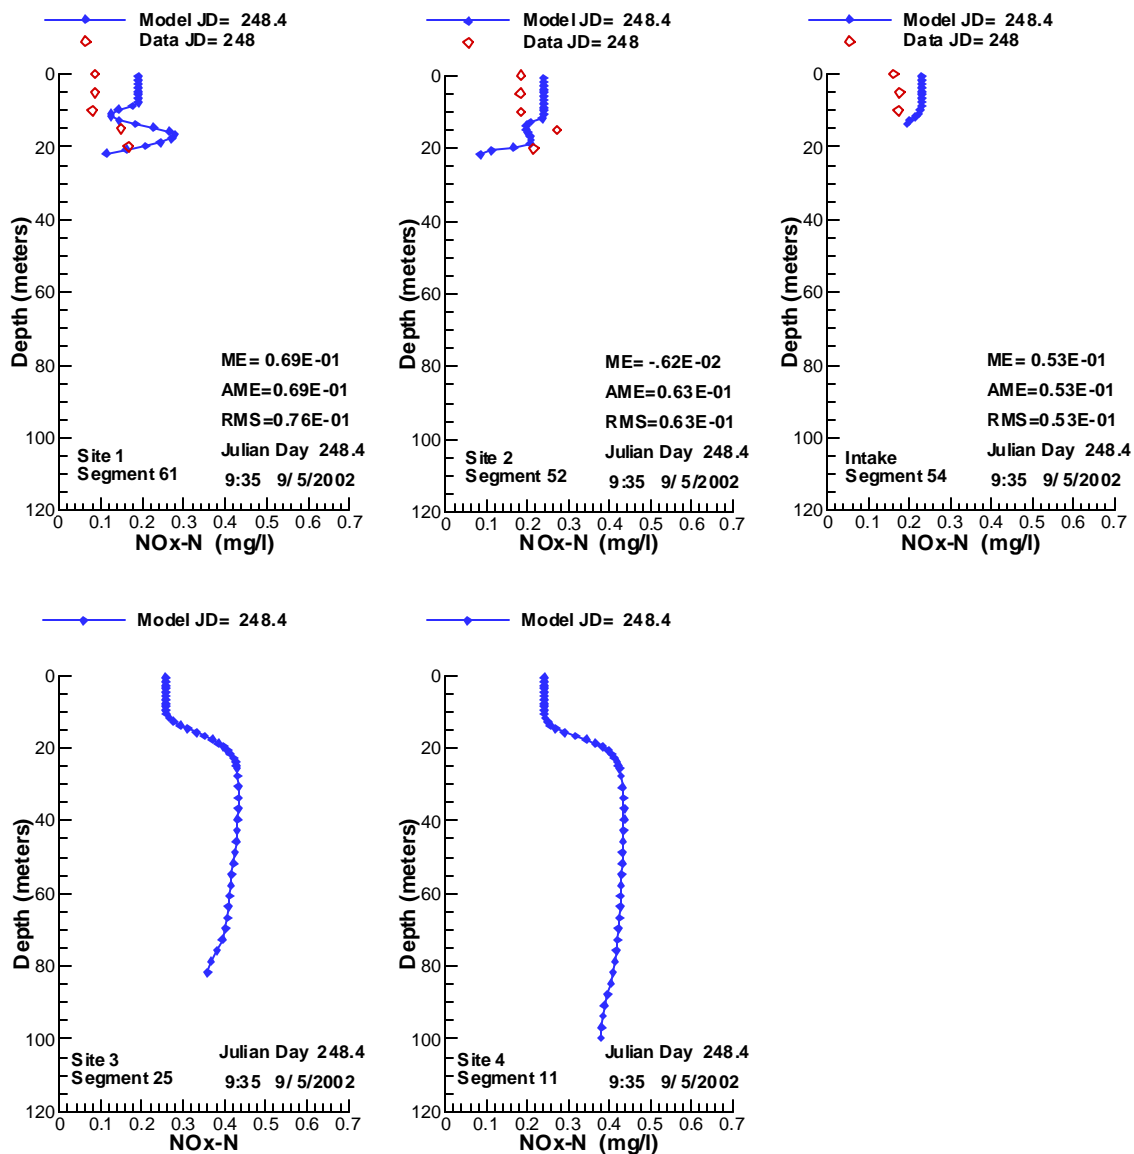 Model JD= 248.4
Data JD= 248
0
20
40
60
80
100
120
Depth (meters)
ME= 0.69E-01
AME=0.69E-01
RMS=0.76E-01
Julian Day 248.4
9:35 9/5/2002
Site 1
Segment 61
0 0.1 0.2 0.3 0.4 0.5 0.6 0.7
NOx-N (mg/l)
Model JD= 248.4
Data JD= 248
0
20
40
60
80
100
120
Depth (meters)
ME= -.62E-02
AME=0.63E-01
RMS=0.63E-01
Julian Day 248.4
9:35 9/5/2002
Site 2
Segment 52
0 0.1 0.2 0.3 0.4 0.5 0.6 0.7
NOx-N (mg/l)
Model JD= 248.4
Data JD= 248
0
20
40
60
80
100
120
Depth (meters)
ME= 0.53E-01
AME=0.53E-01
RMS=0.53E-01
Julian Day 248.4
9:35 9/5/2002
Intake
Segment 54
0 0.1 0.2 0.3 0.4 0.5 0.6 0.7
NOx-N (mg/l)
Model JD= 248.4
0
20
40
60
80
100
120
Depth (meters)
Site 3
Segment 25
Julian Day 248.4
9:35 9/5/2002
0 0.1 0.2 0.3 0.4 0.5 0.6 0.7
NOx-N
Model JD= 248.4
0
20
40
60
80
100
120
Depth (meters)
Site 4
Segment 11
Julian Day 248.4
9:35 9/5/2002
0 0.1 0.2 0.3 0.4 0.5 0.6 0.7
NOx-N (mg/l)